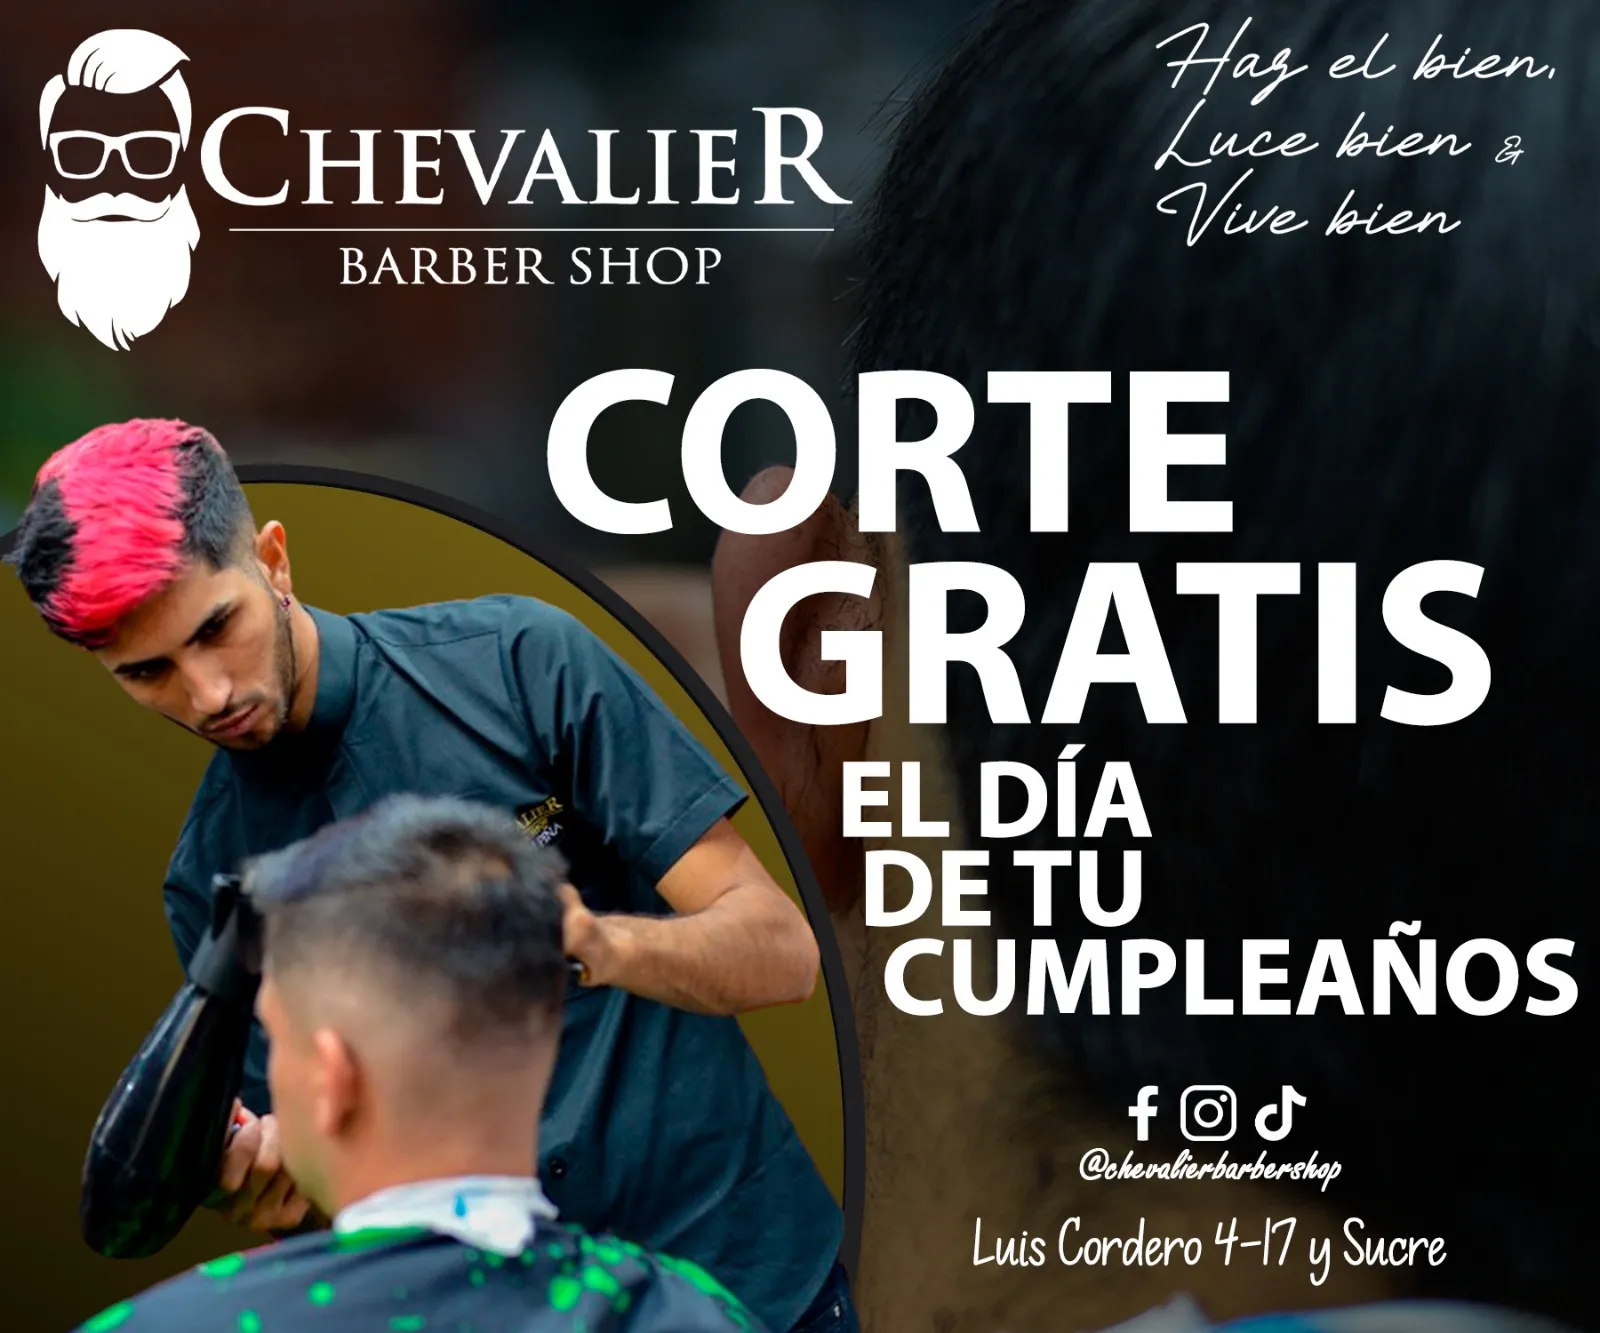 CHEVALIER
BARBER SHOP
Haz el bien,
Luce bien &
Vive bien
CORTE
GRATIS
EL DÍA
DE TU
CUMPLEAÑOS
@chevalierbarbershop
Luis Cordero 4-17 y Sucre